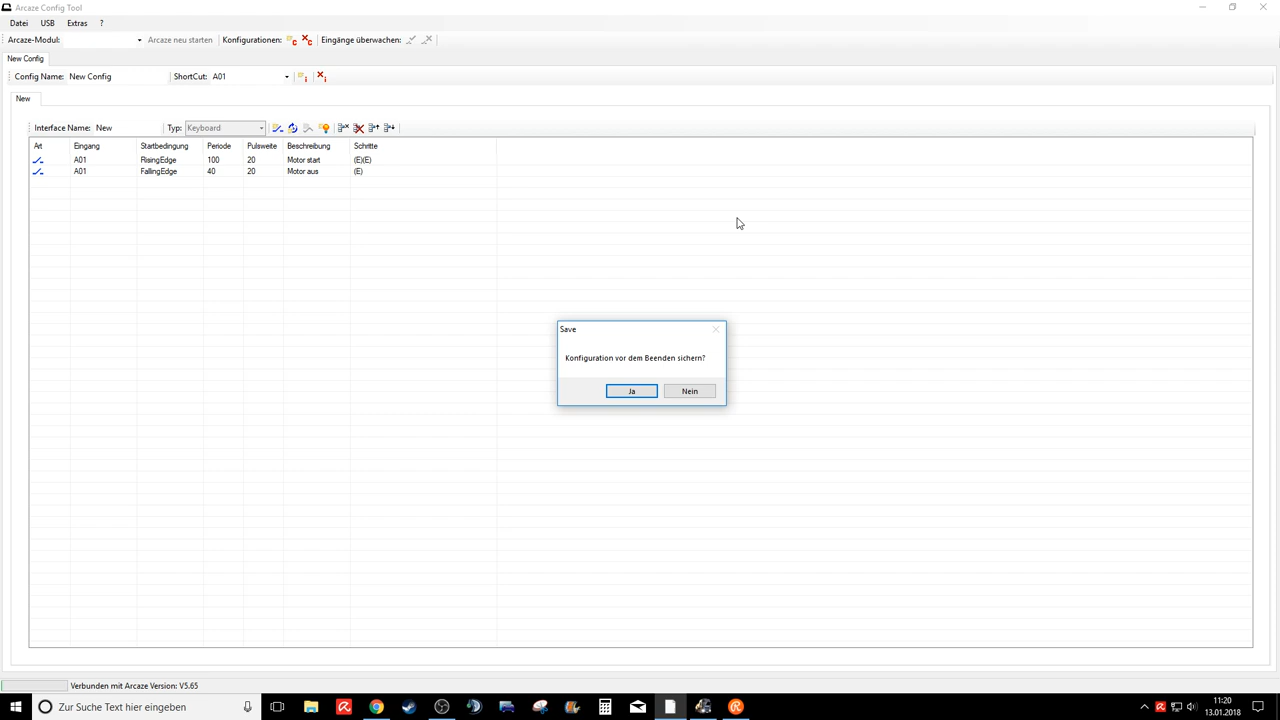 Arcaze Config Tool
Datei USB Extras ?
Arcaze-Modul: Arcaze neu starten Konfigurationen: Eingänge überwachen:
New Config
Config Name: New Config ShortCut: A01
New
Interface Name: New Typ: Keyboard
Art Eingang Startbedingung Periode Pulsweite Beschreibung Schritte
A01 RisingEdge 100 20 Motor start (E)(E)
A01 FallingEdge 40 20 Motor aus (E)
Save
Konfiguration vor dem Beenden sichern?
Ja Nein
Verbunden mit Arcaze Version: V5.65
Zur Suche Text hier eingeben
11:20
13.01.2018